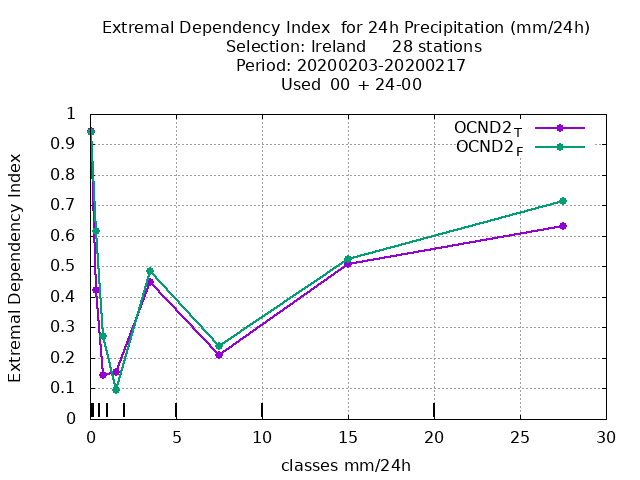 Extremal Dependency Index  for 24h Precipitation (mm/24h)
Selection: Ireland     28 stations
Period: 20200203-20200217
Used  00 + 24-00
OCND2T
OCND2F
Extremal Dependency Index
1
0.9
0.8
0.7
0.6
0.5
0.4
0.3
0.2
0.1
0
0 5 10 15 20 25 30
classes mm/24h